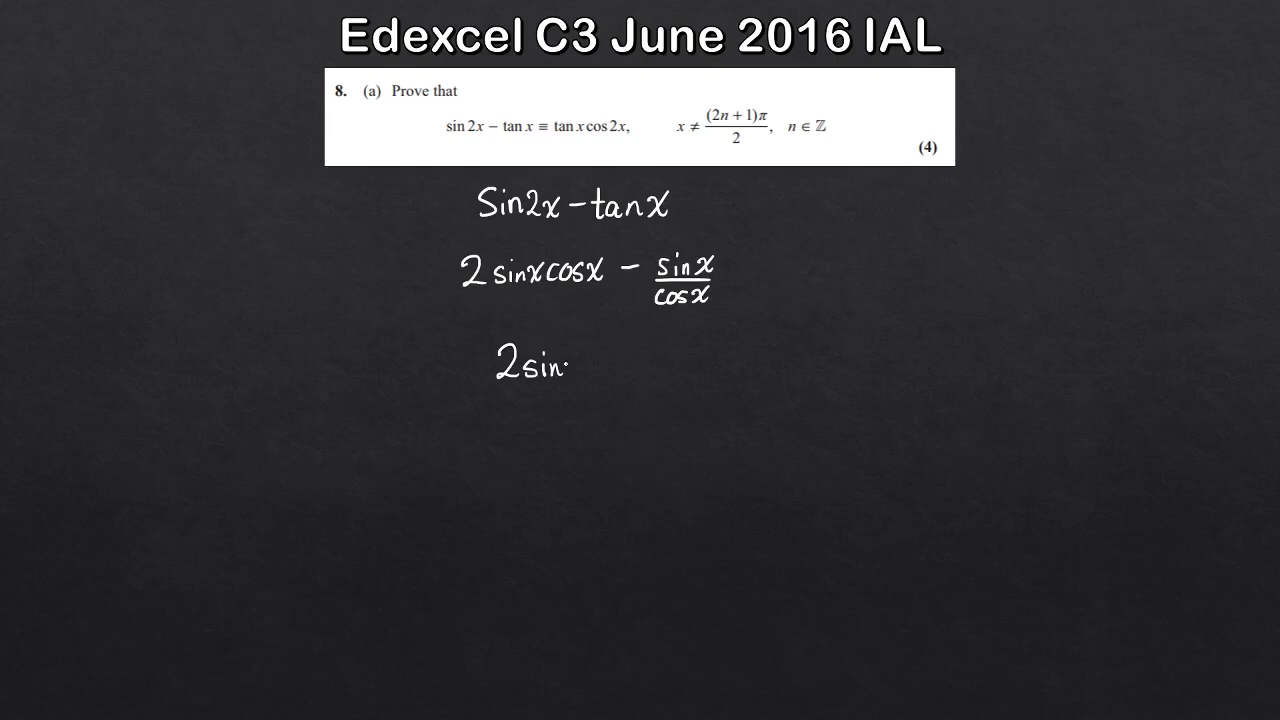 Edexcel C3 June 2016 IAL
8. (a) Prove that
sin 2x − tan x ≡ tan x cos 2x, x ≠ (2n + 1)π / 2, n ∈ ℤ
(4)
Sin2x − tanx
2 sinxcosx − sinx / cosx
2sin